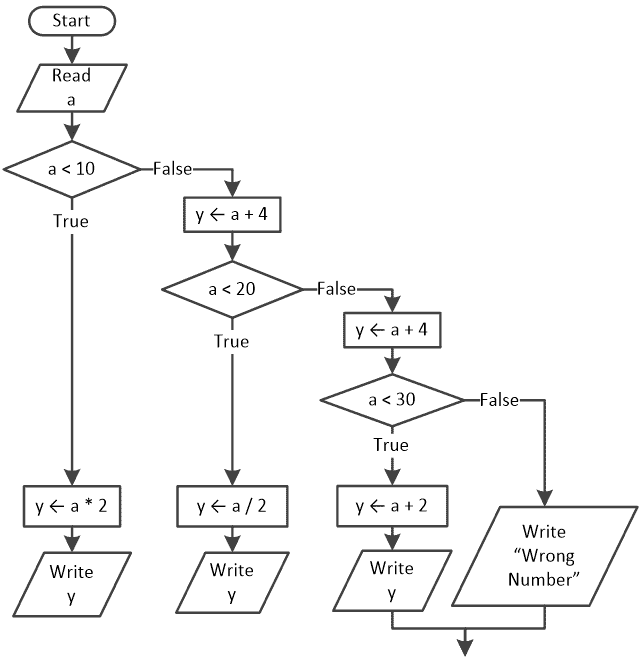 Start
Read
a
a < 10
False
True
y ← a + 4
a < 20
False
True
y ← a + 4
a < 30
False
True
y ← a * 2
y ← a / 2
y ← a + 2
Write
y
Write
y
Write
y
Write
“Wrong
Number”